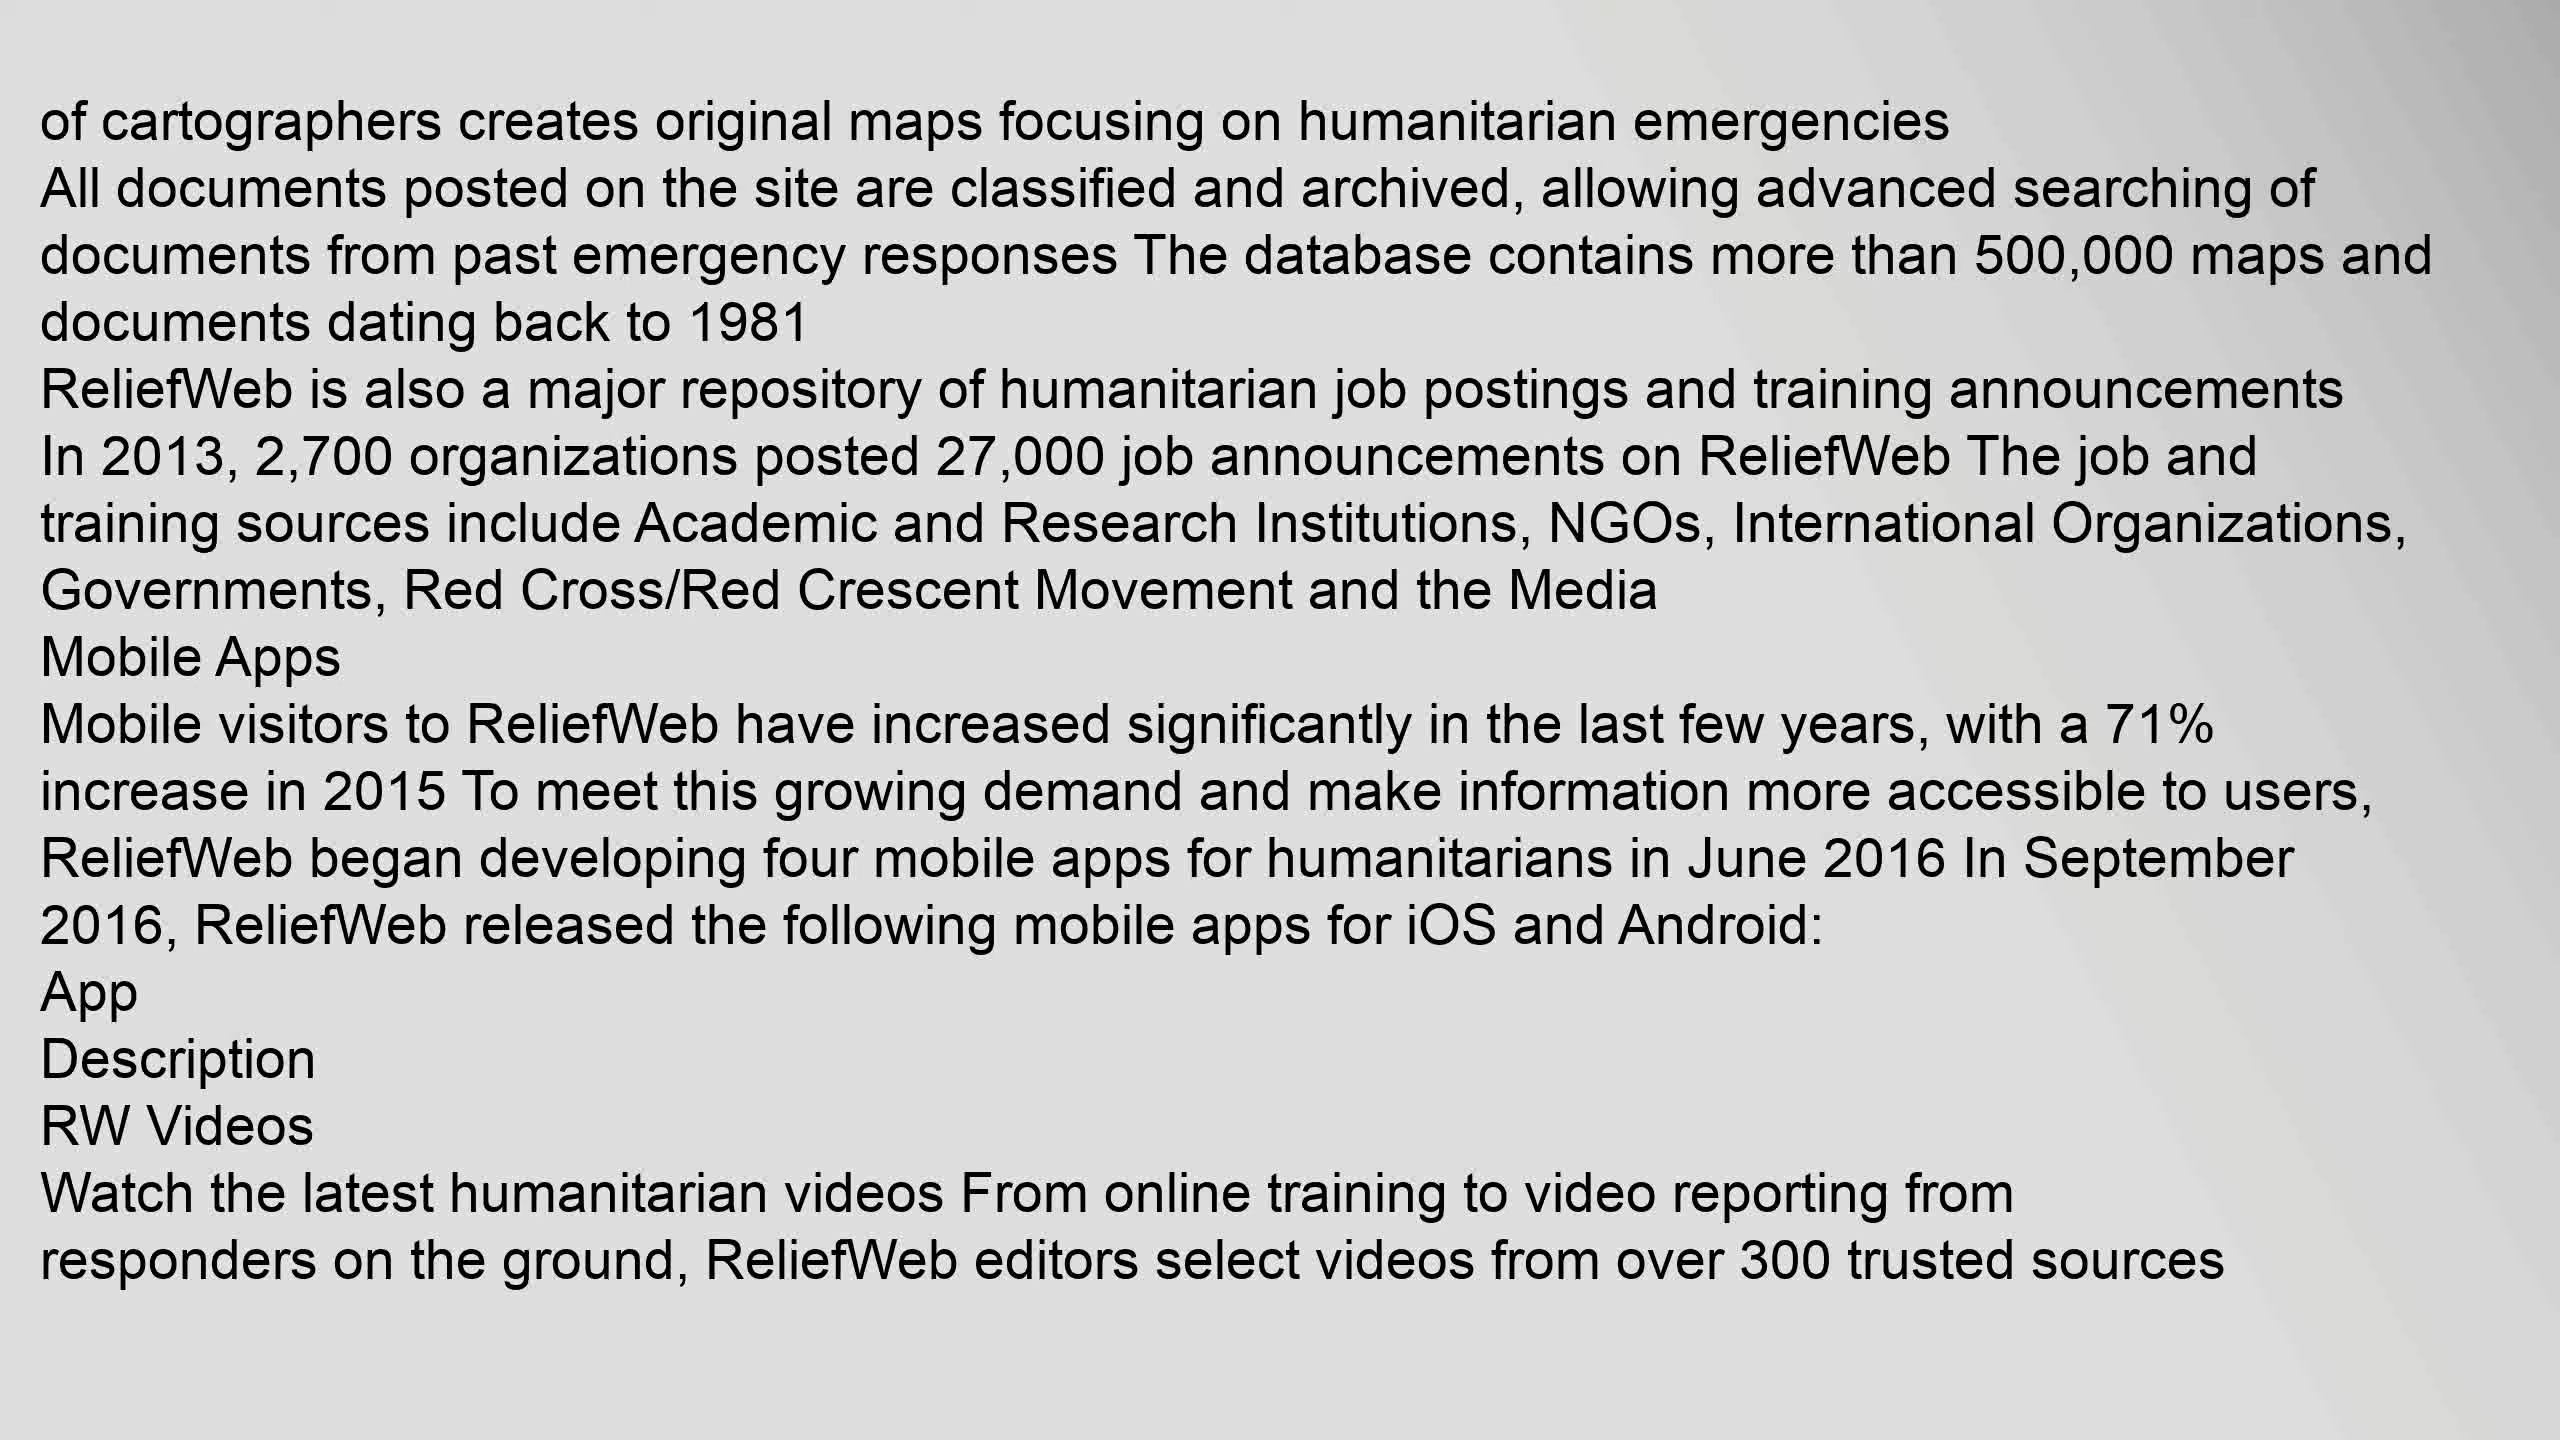 of cartographers creates original maps focusing on humanitarian emergencies
All documents posted on the site are classified and archived, allowing advanced searching of
documents from past emergency responses The database contains more than 500,000 maps and
documents dating back to 1981
ReliefWeb is also a major repository of humanitarian job postings and training announcements
In 2013, 2,700 organizations posted 27,000 job announcements on ReliefWeb The job and
training sources include Academic and Research Institutions, NGOs, International Organizations,
Governments, Red Cross/Red Crescent Movement and the Media
Mobile Apps
Mobile visitors to ReliefWeb have increased significantly in the last few years, with a 71%
increase in 2015 To meet this growing demand and make information more accessible to users,
ReliefWeb began developing four mobile apps for humanitarians in June 2016 In September
2016, ReliefWeb released the following mobile apps for iOS and Android:
App
Description
RW Videos
Watch the latest humanitarian videos From online training to video reporting from
responders on the ground, ReliefWeb editors select videos from over 300 trusted sources